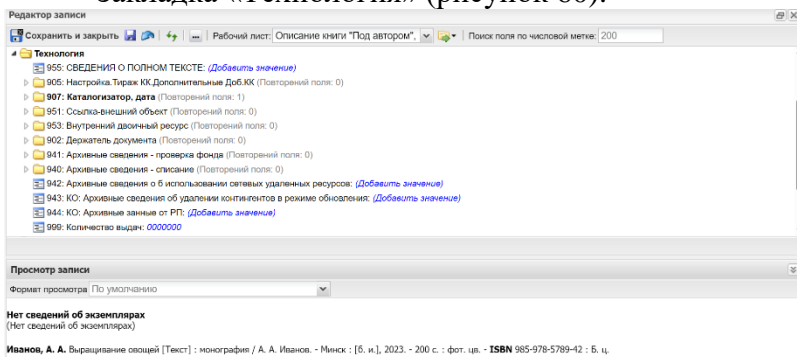 Закладка «Технология» (рисунок 60).
Редактор записи
Сохранить и закрыть Рабочий лист: Описание книги "Под автором", Поиск поля по числовой метке: 200
Технология
955: СВЕДЕНИЯ О ПОЛНОМ ТЕКСТЕ: (Добавить значение)
905: Настройка.Тираж КК.Дополнительные Доб.КК (Повторений поля: 0)
907: Каталогизатор, дата (Повторений поля: 1)
951: Ссылка-внешний объект (Повторений поля: 0)
953: Внутренний двоичный ресурс (Повторений поля: 0)
902: Держатель документа (Повторений поля: 0)
941: Архивные сведения - проверка фонда (Повторений поля: 0)
940: Архивные сведения - списание (Повторений поля: 0)
942: Архивные сведения о б использовании сетевых удаленных ресурсов: (Добавить значение)
943: КО: Архивные сведения об удалении контингентов в режиме обновления: (Добавить значение)
944: КО: Архивные занные от РП: (Добавить значение)
999: Количество выдач: 0000000
Просмотр записи
Формат просмотра По умолчанию
Нет сведений об экземплярах
(Нет сведений об экземплярах)
Иванов, А. А. Выращивание овощей [Текст] : монография / А. А. Иванов. - Минск : [б. и.], 2023. - 200 с. : фот. цв. - ISBN 985-978-5789-42 : Б. ц.